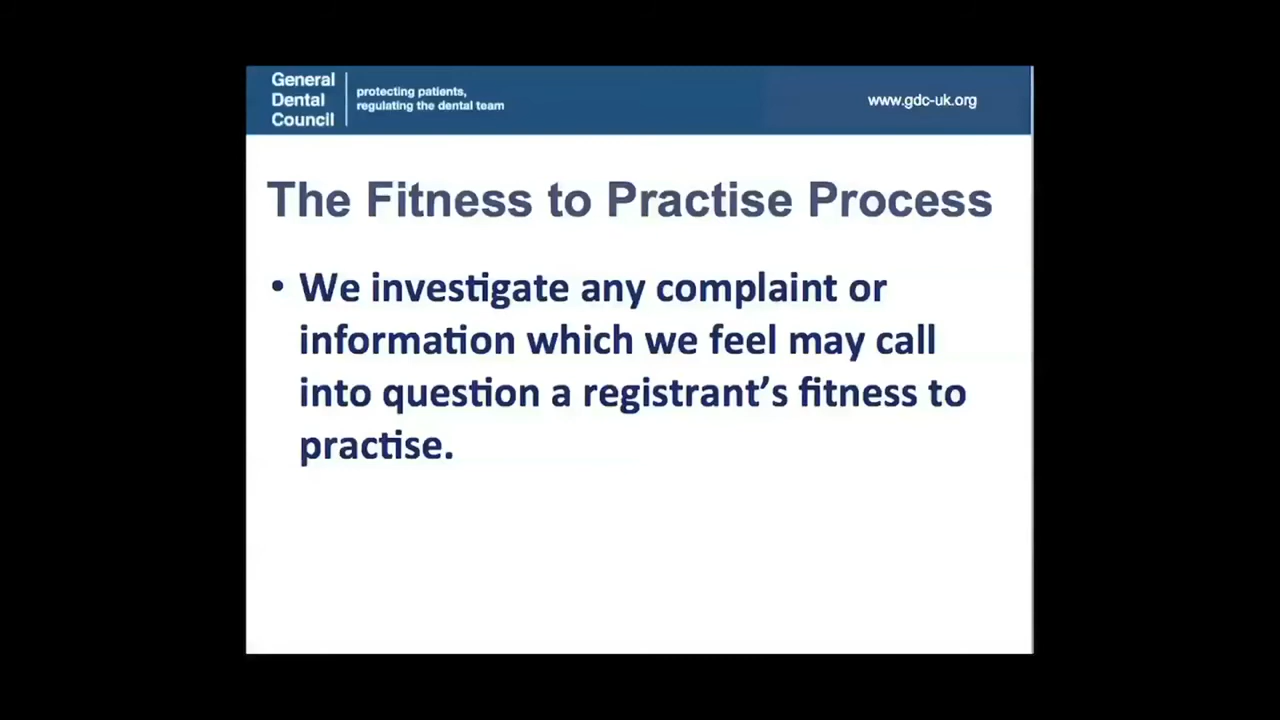 General
Dental
Council
protecting patients,
regulating the dental team
www.gdc-uk.org
The Fitness to Practise Process
• We investigate any complaint or
information which we feel may call
into question a registrant’s fitness to
practise.